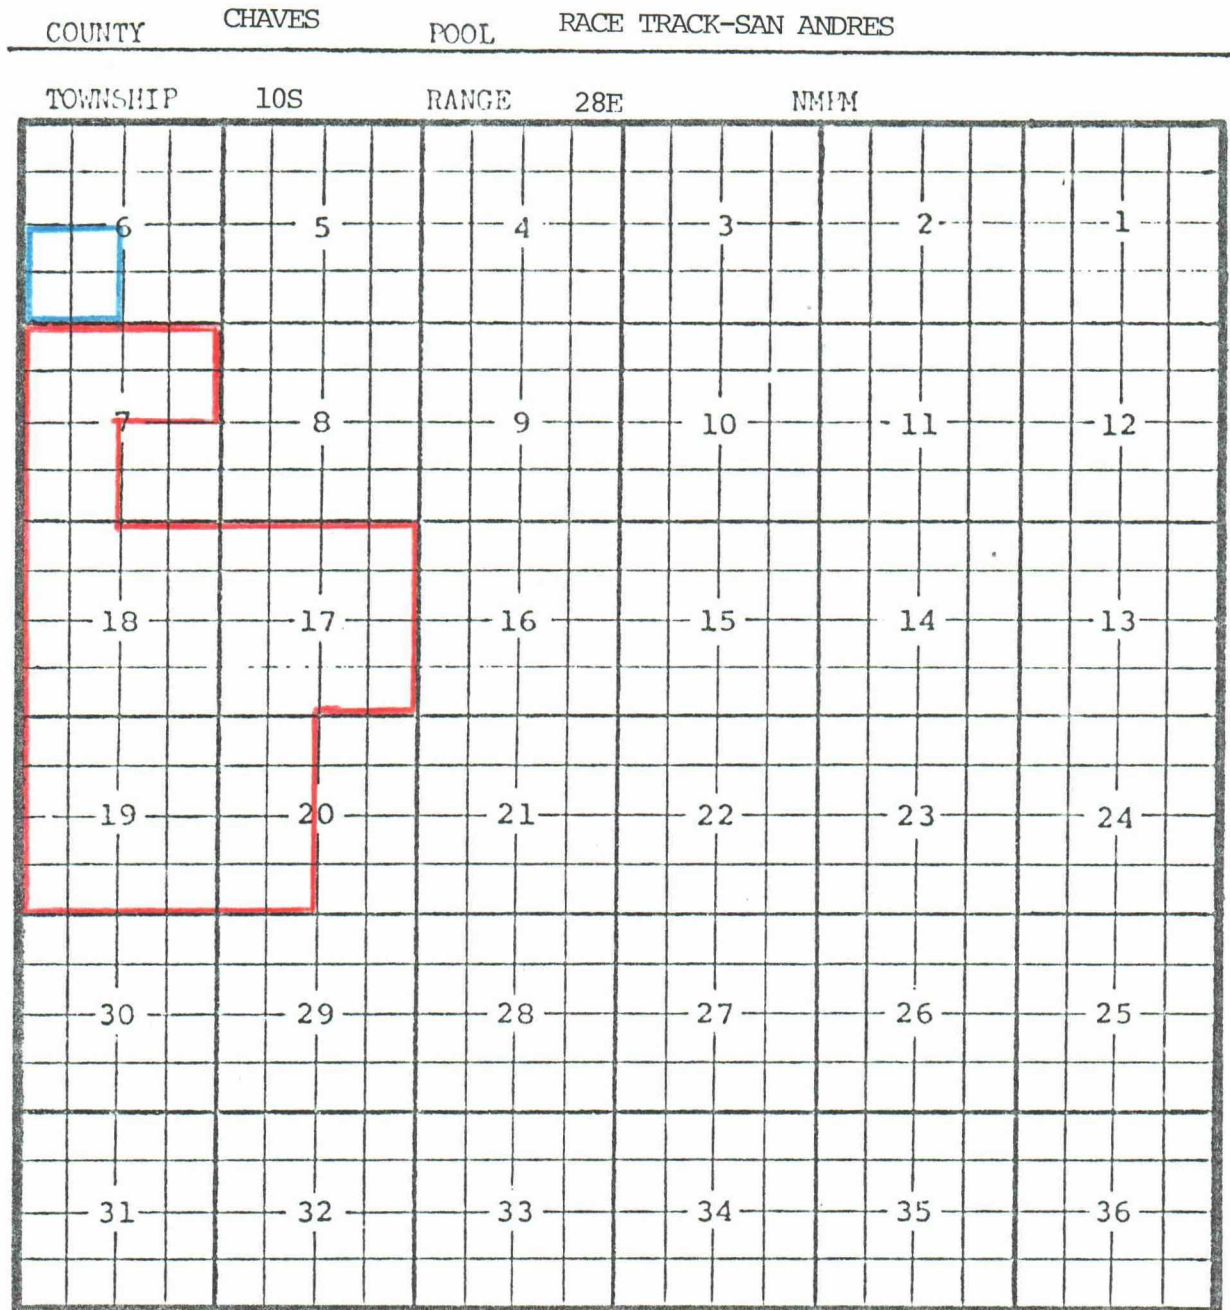 COUNTY CHAVES POOL RACE TRACK-SAN ANDRES
TOWNSHIP 10S RANGE 28E NMPM
6 5 4 3 2 1
7 8 9 10 11 12
18 17 16 15 14 13
19 20 21 22 23 24
30 29 28 27 26 25
31 32 33 34 35 36